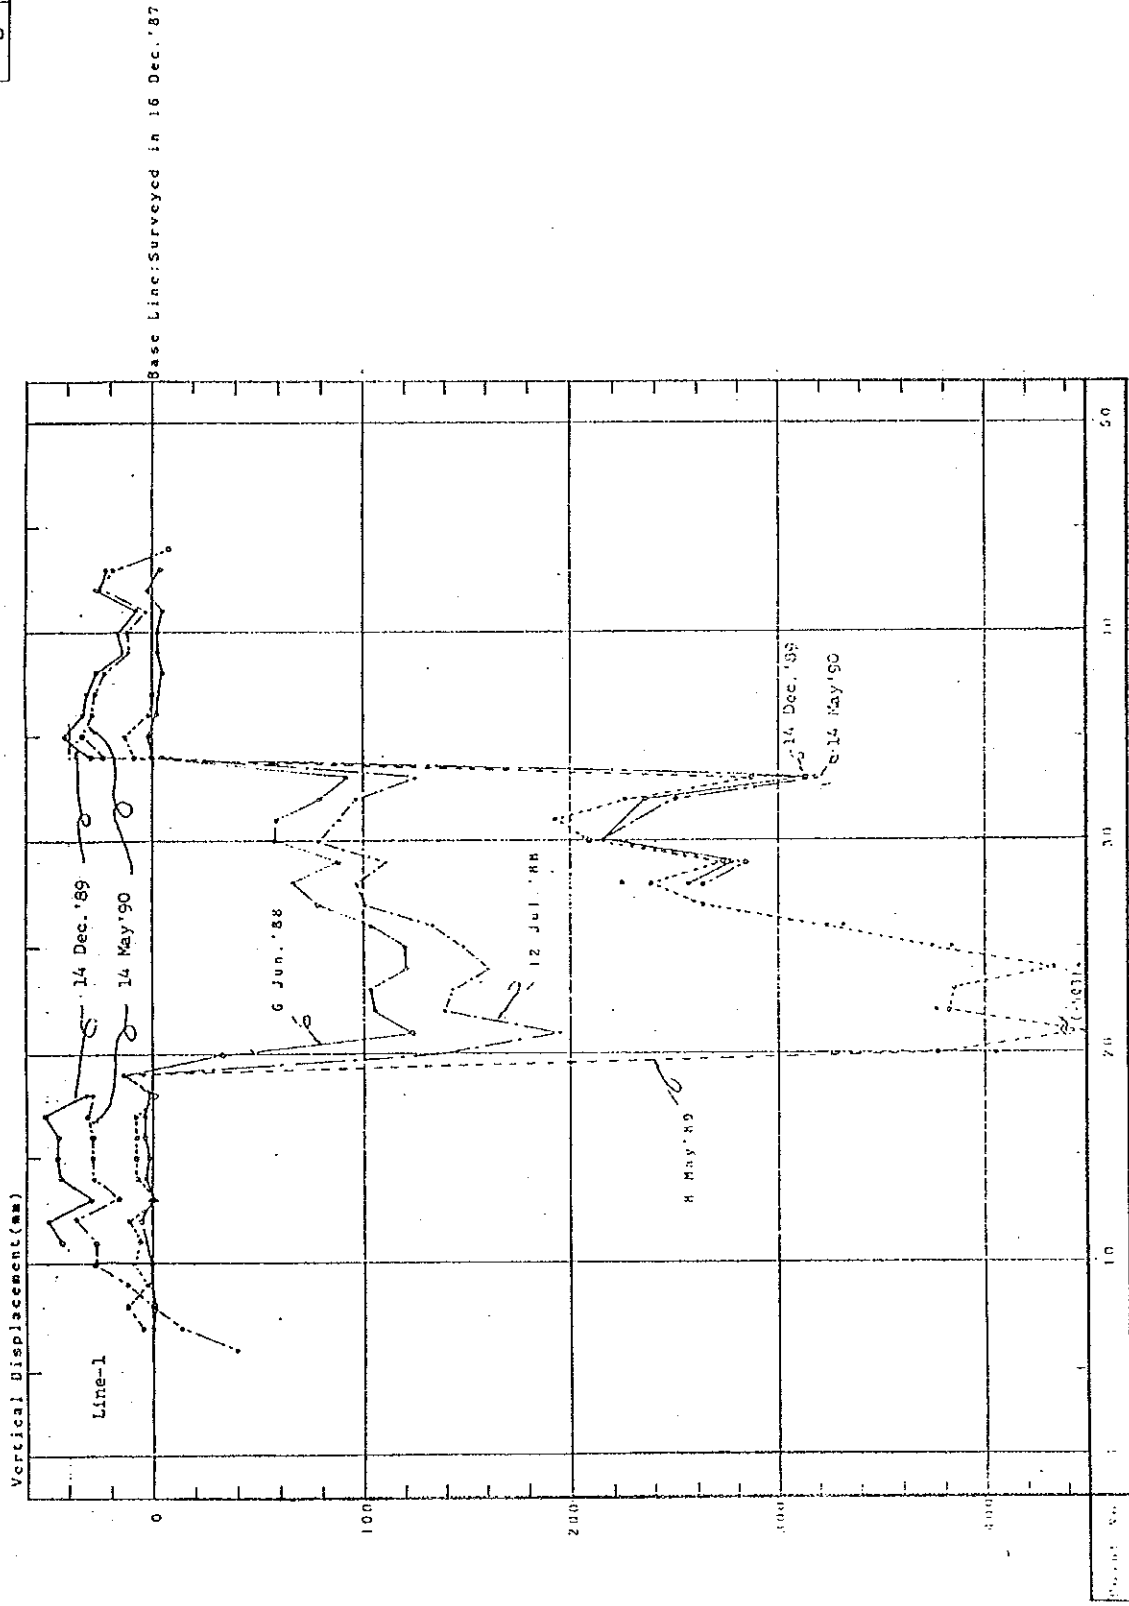 Vertical Displacement(mm)
Base Line:Surveyed in 16 Dec.'87
Line-1
14 Dec.'89
14 May'90
6 Jun.'88
12 Jul.'88
8 May'89
14 Dec.'89
14 May'90
0
100
200
300
400
10
20
30
50